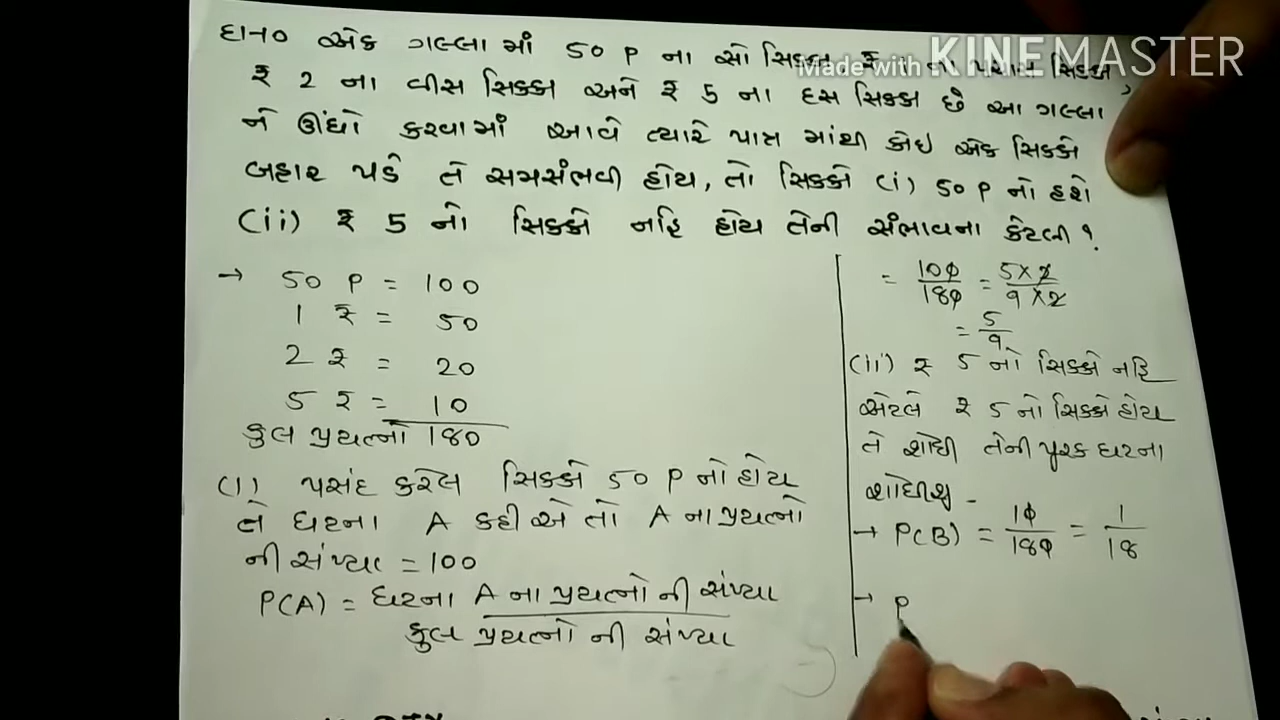 દા-10 એક ગલ્લા માં 50 P ના સો સિક્કા, ₹
Made with KINEMASTER
₹ 2 ના વીસ સિક્કા અને ₹ 5 ના દસ સિક્કા છે આ ગલ્લા
ને ઊંધો કરવામાં આવે ત્યારે પાત્ર માંથી કોઇ એક સિક્કો
બહાર પડે તે સમસંભવી હોય, તો સિક્કો (i) 50 P નો હશે
(ii) ₹ 5 નો સિક્કો નહિ હોય તેની સંભાવના કેટલી ?
→ 50 P = 100
1 ₹ = 50
2 ₹ = 20
5 ₹ = 10
કુલ પ્રયત્નો 180
(1) પસંદ કરેલ સિક્કો 50 P નો હોય
તે ઘટના A કહીએ તો A ના પ્રયત્નો
ની સંખ્યા = 100
P(A) = ઘટના A ના પ્રયત્નો ની સંખ્યા
કુલ પ્રયત્નો ની સંખ્યા
= 100/180 = 5×2/9×2
= 5/9
(ii) ₹ 5 નો સિક્કો નહિ
એટલે ₹ 5 નો સિક્કો હોય
તે શોધી તેની પૂરક ઘટના
શોધીશુ -
→ P(B) = 10/180 = 1/18
→ P